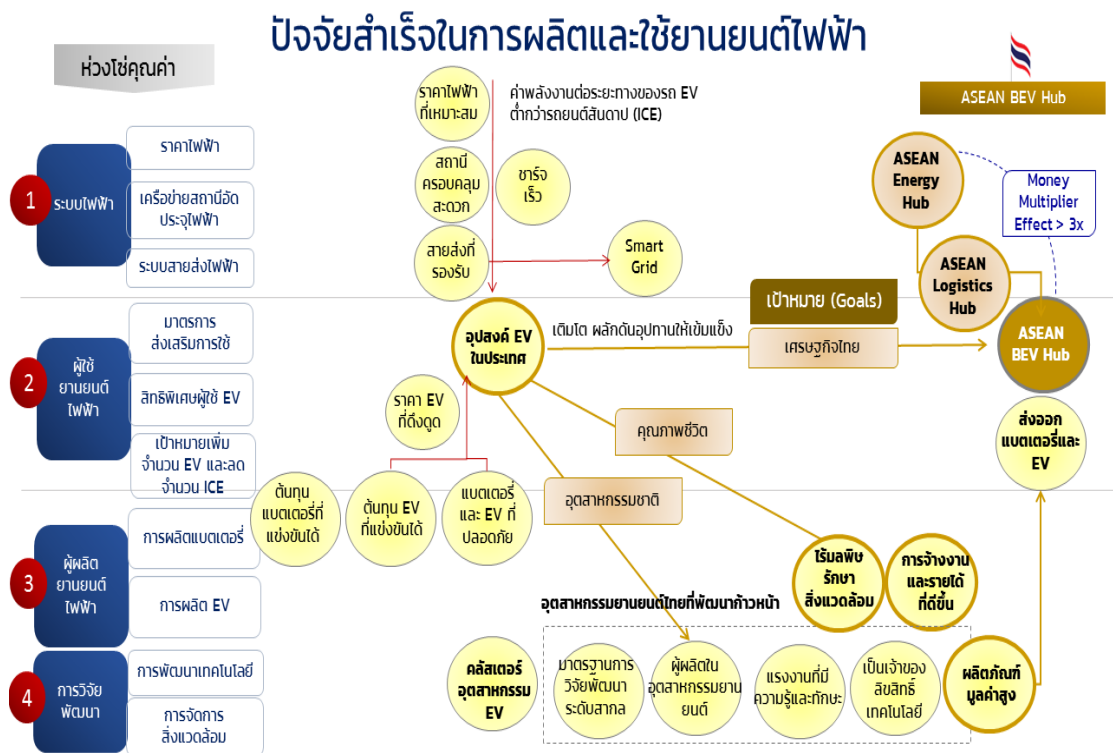 ปัจจัยสำเร็จในการผลิตและใช้ยานยนต์ไฟฟ้า
ห่วงโซ่คุณค่า
ASEAN BEV Hub
1
ระบบไฟฟ้า
ราคาไฟฟ้า
เครือข่ายสถานีอัด
ประจุไฟฟ้า
ระบบสายส่งไฟฟ้า
ราคาไฟฟ้า
ที่เหมาะสม
ค่าพลังงานต่อระยะทางของรถ EV
ต่ำกว่ารถยนต์สันดาป (ICE)
สถานี
ครอบคลุม
สะดวก
ชาร์จ
เร็ว
สายส่งที่
รองรับ
Smart
Grid
ASEAN
Energy
Hub
Money
Multiplier
Effect > 3x
ASEAN
Logistics
Hub
2
ผู้ใช้
ยานยนต์
ไฟฟ้า
มาตรการ
ส่งเสริมการใช้
สิทธิพิเศษผู้ใช้ EV
เป้าหมายเพิ่ม
จำนวน EV และลด
จำนวน ICE
อุปสงค์ EV
ในประเทศ
เติมโต ผลักดันอุปทานให้เข้มแข็ง
เป้าหมาย (Goals)
เศรษฐกิจไทย
ASEAN
BEV Hub
ราคา EV
ที่ดึงดูด
คุณภาพชีวิต
ส่งออก
แบตเตอรี่และ
EV
ต้นทุน
แบตเตอรี่ที่
แข่งขันได้
ต้นทุน EV
ที่แข่งขันได้
แบตเตอรี่
และ EV ที่
ปลอดภัย
อุตสาหกรรมชาติ
3
ผู้ผลิต
ยานยนต์
ไฟฟ้า
การผลิตแบตเตอรี่
การผลิต EV
ไร้มลพิษ
รักษา
สิ่งแวดล้อม
การจ้างงาน
และรายได้
ที่ดีขึ้น
อุตสาหกรรมยานยนต์ไทยที่พัฒนาก้าวหน้า
4
การวิจัย
พัฒนา
การพัฒนาเทคโนโลยี
การจัดการ
สิ่งแวดล้อม
คลัสเตอร์
อุตสาหกรรม
EV
มาตรฐานการ
วิจัยพัฒนา
ระดับสากล
ผู้ผลิตใน
อุตสาหกรรมยาน
ยนต์
แรงงานที่มี
ความรู้และทักษะ
เป็นเจ้าของ
ลิขสิทธิ์
เทคโนโลยี
ผลิตภัณฑ์
มูลค่าสูง